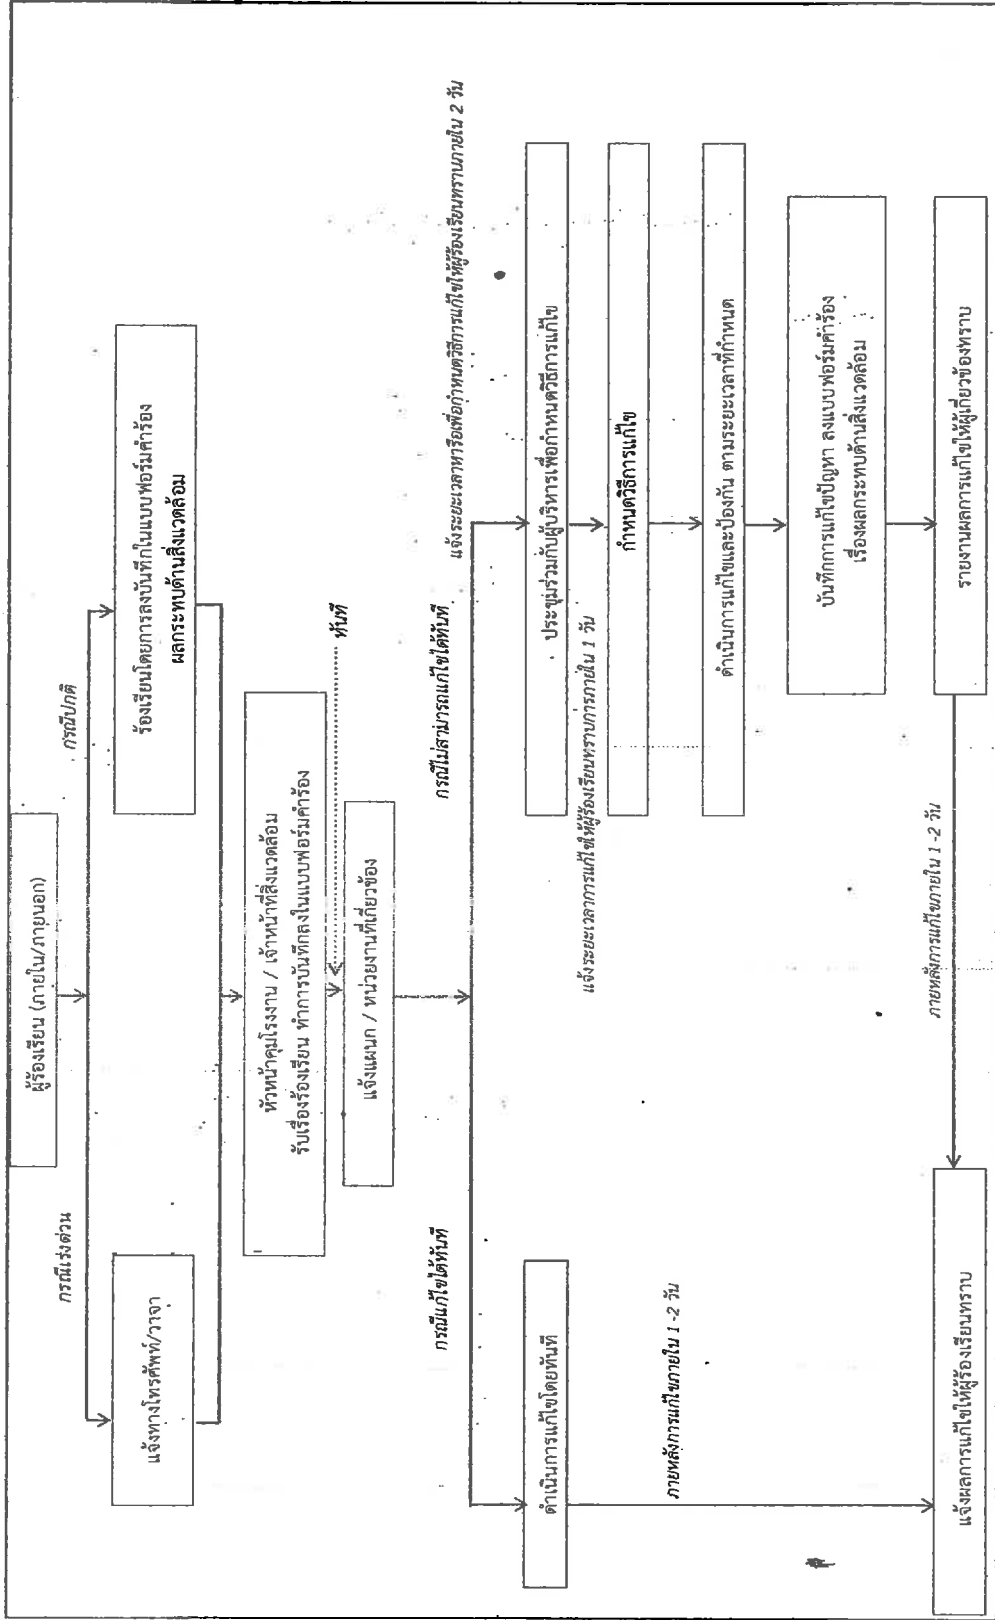 ผู้ร้องเรียน (ภายใน/ภายนอก)
กรณีเร่งด่วน
กรณีปกติ
แจ้งทางโทรศัพท์/วาจา
ร้องเรียนโดยการลงบันทึกในแบบฟอร์มคำร้อง
ผลกระทบด้านสิ่งแวดล้อม
หัวหน้าคุมโรงงาน / เจ้าหน้าที่สิ่งแวดล้อม
รับเรื่องร้องเรียน ทำการบันทึกลงในแบบฟอร์มคำร้อง
ทันที
แจ้งแผนก / หน่วยงานที่เกี่ยวข้อง
กรณีแก้ไขได้ทันที
กรณีไม่สามารถแก้ไขได้ทันที
แจ้งระยะเวลาหารือเพื่อกำหนดวิธีการแก้ไขให้ผู้ร้องเรียนทราบภายใน 2 วัน
ดำเนินการแก้ไขโดยทันที
ประชุมร่วมกับผู้บริหารเพื่อกำหนดวิธีการแก้ไข
แจ้งระยะเวลาการแก้ไขให้ผู้ร้องเรียนทราบการภายใน 1 วัน
กำหนดวิธีการแก้ไข
ภายหลังการแก้ไขภายใน 1-2 วัน
ดำเนินการแก้ไขและป้องกัน ตามระยะเวลาที่กำหนด
บันทึกการแก้ไขปัญหา ลงแบบฟอร์มคำร้อง
เรื่องผลกระทบด้านสิ่งแวดล้อม
ภายหลังการแก้ไขภายใน 1-2 วัน
แจ้งผลการแก้ไขให้ผู้ร้องเรียนทราบ
รายงานผลการแก้ไขให้ผู้เกี่ยวข้องทราบ